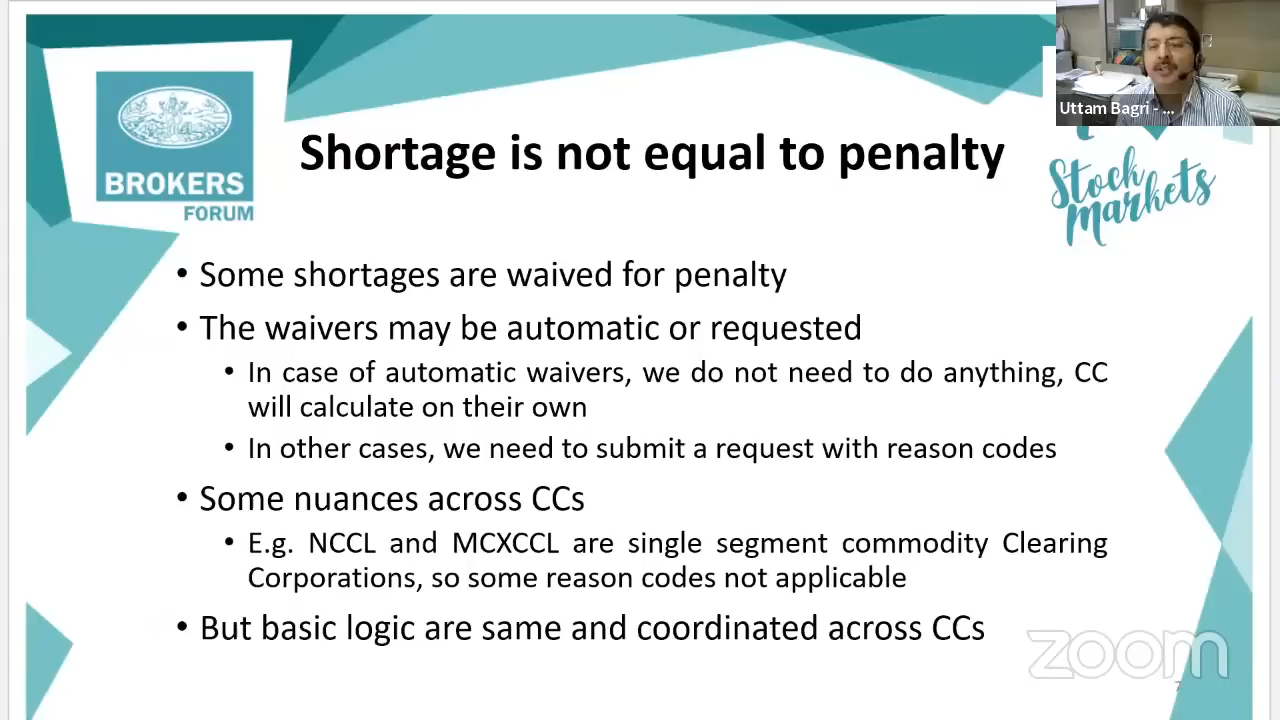 Uttam Bagri - ...
BROKERS
FORUM
Shortage is not equal to penalty
Stock
Markets
• Some shortages are waived for penalty
• The waivers may be automatic or requested
• In case of automatic waivers, we do not need to do anything, CC
will calculate on their own
• In other cases, we need to submit a request with reason codes
• Some nuances across CCs
• E.g. NCCL and MCXCCL are single segment commodity Clearing
Corporations, so some reason codes not applicable
• But basic logic are same and coordinated across CCs
zoom
7